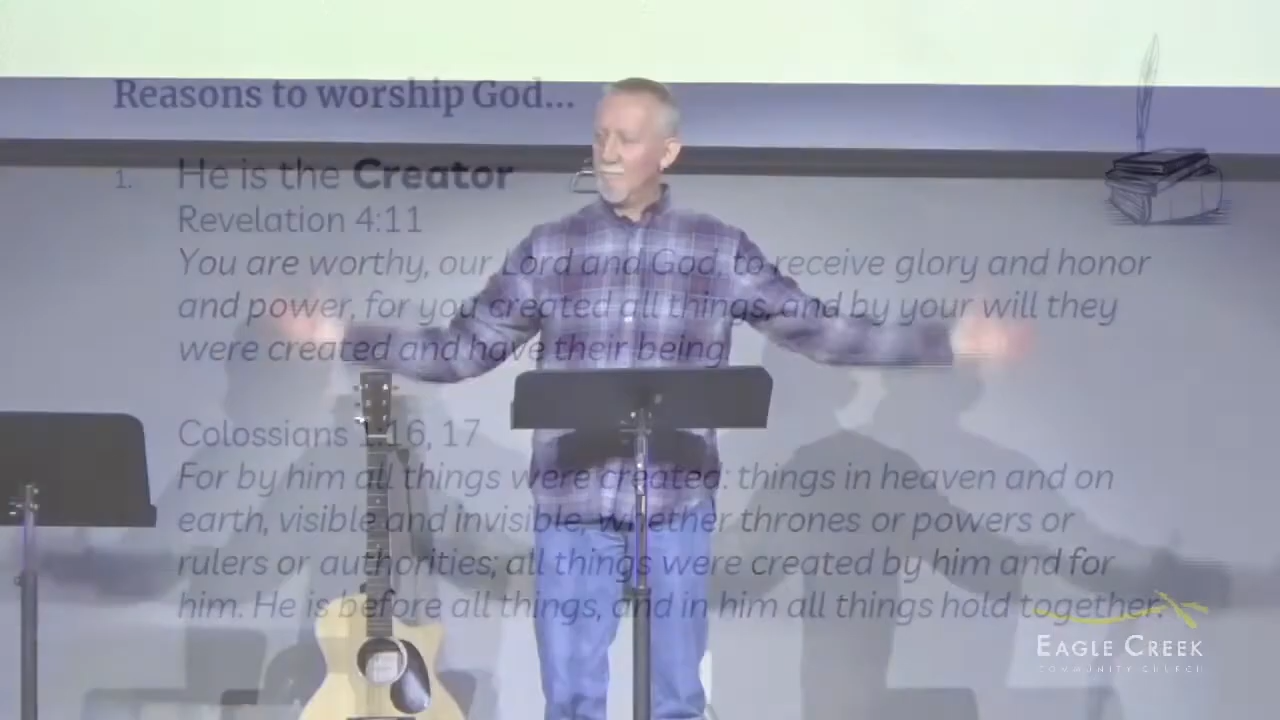 Reasons to worship God...
1. He is the Creator
Revelation 4:11
You are worthy, our Lord and God, to receive glory and honor
and power, for you created all things, and by your will they
were created and have their being.
Colossians 1:16, 17
For by him all things were created: things in heaven and on
earth, visible and invisible, whether thrones or powers or
rulers or authorities; all things were created by him and for
him. He is before all things, and in him all things hold together.
EAGLE CREEK
COMMUNITY CHURCH